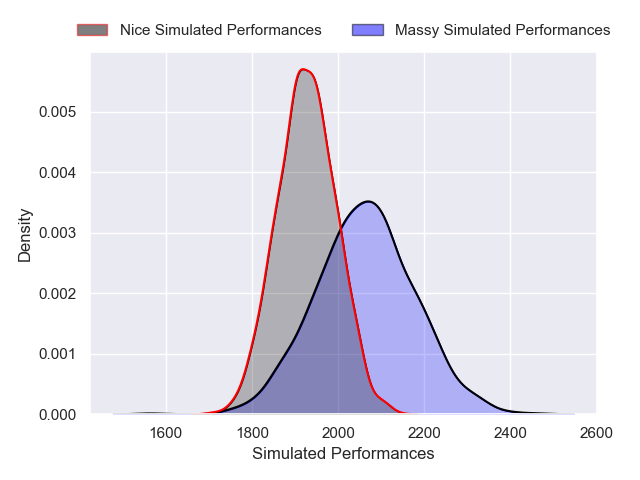 Nice Simulated Performances Massy Simulated Performances
0.005
0.004
0.003
0.002
0.001
0.000
Density
1600 1800 2000 2200 2400 2600
Simulated Performances